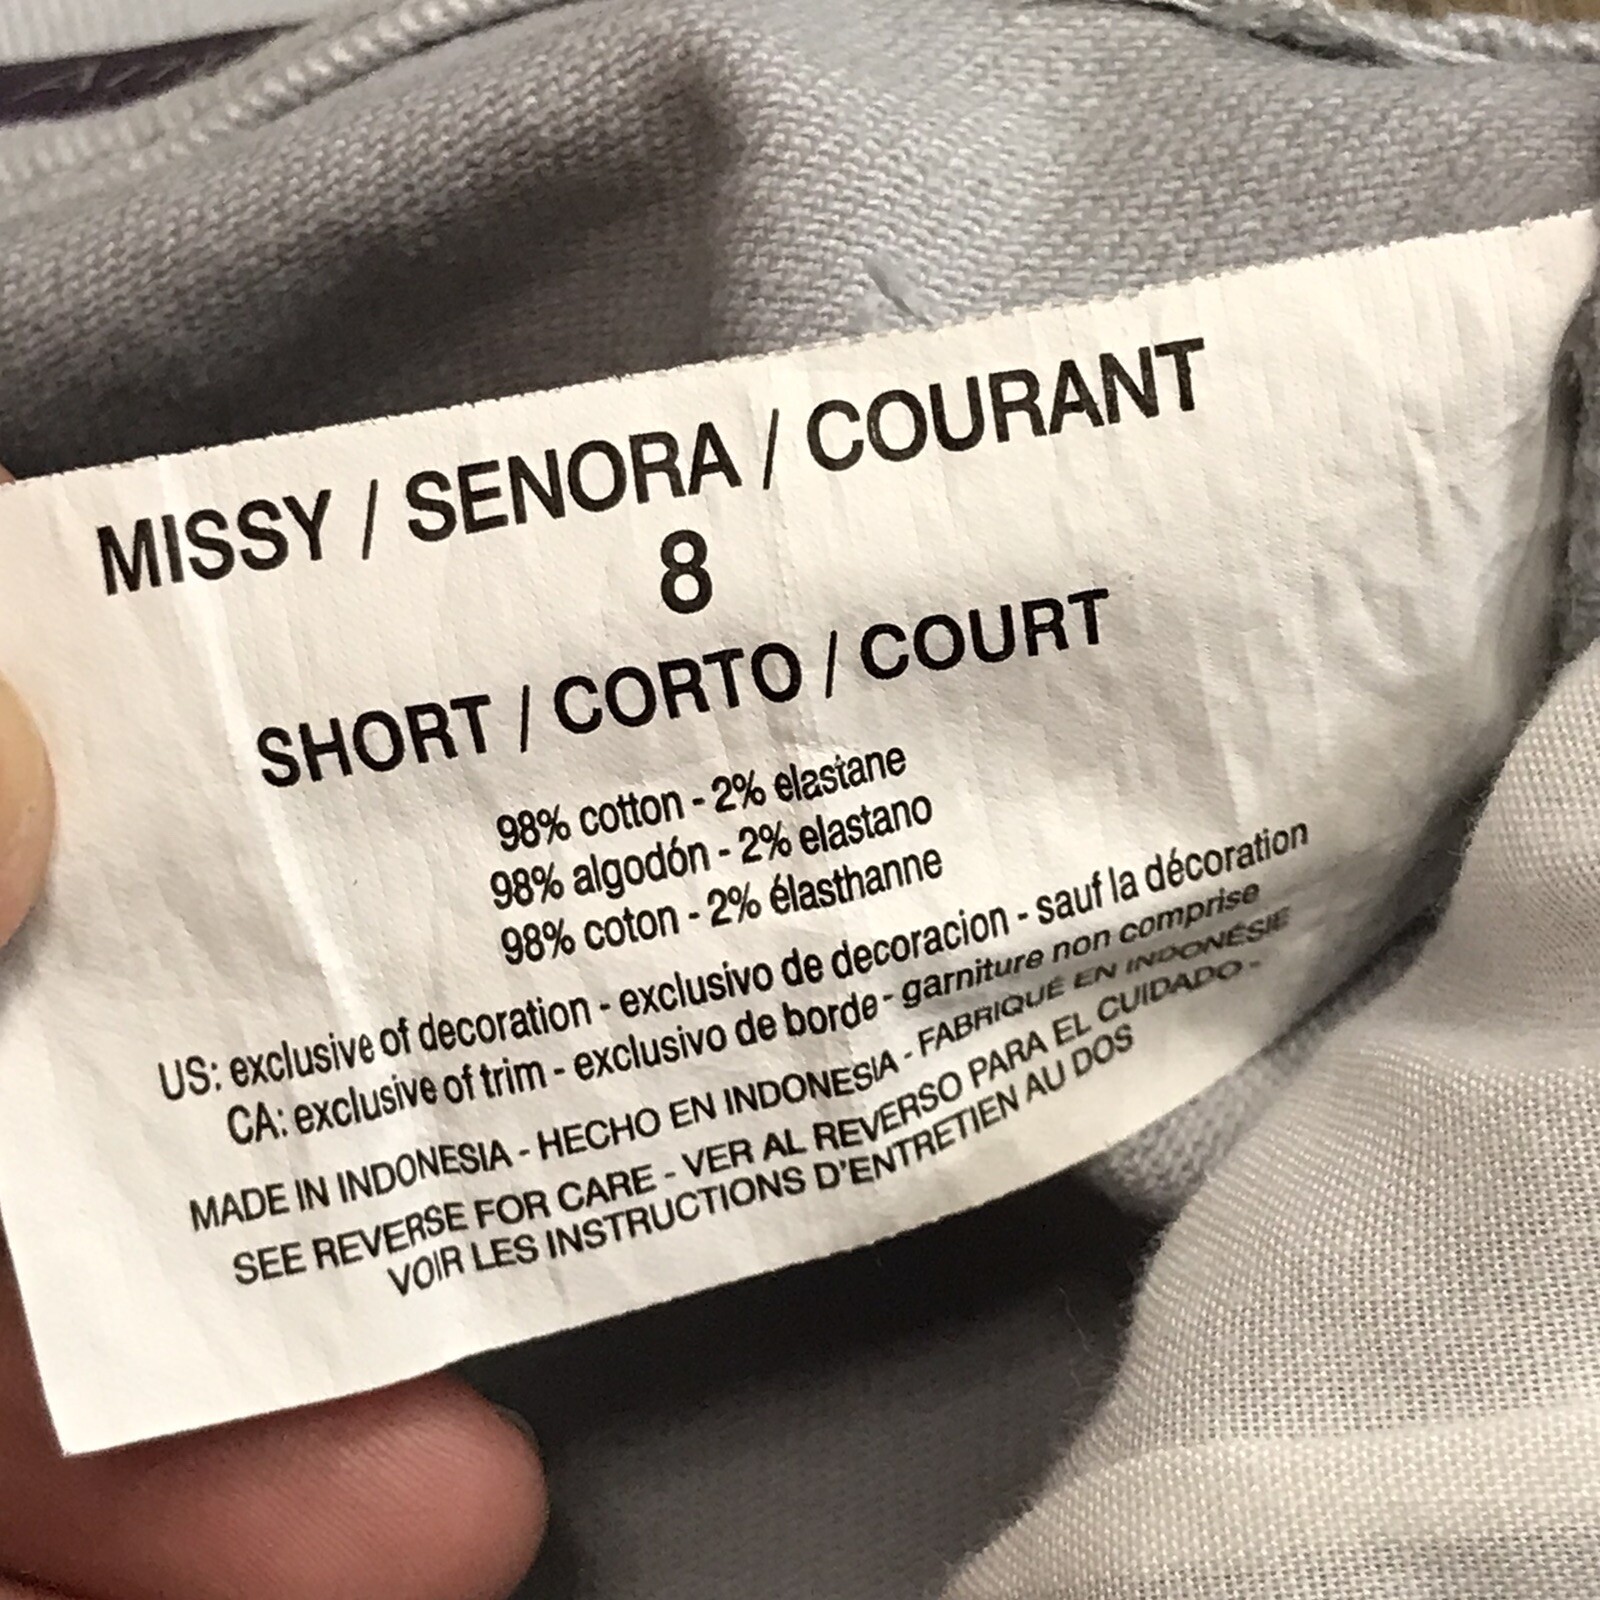 MISSY / SENORA / COURANT
8
SHORT / CORTO / COURT
98% cotton - 2% elastane
98% algodón - 2% elastano
98% coton - 2% élasthanne
US: exclusive of decoration - exclusivo de decoracion - sauf la décoration
CA: exclusive of trim - exclusivo de borde - garniture non comprise
MADE IN INDONESIA - HECHO EN INDONESIA - FABRIQUÉ EN INDONÉSIE
SEE REVERSE FOR CARE - VER AL REVERSO PARA EL CUIDADO -
VOIR LES INSTRUCTIONS D'ENTRETIEN AU DOS